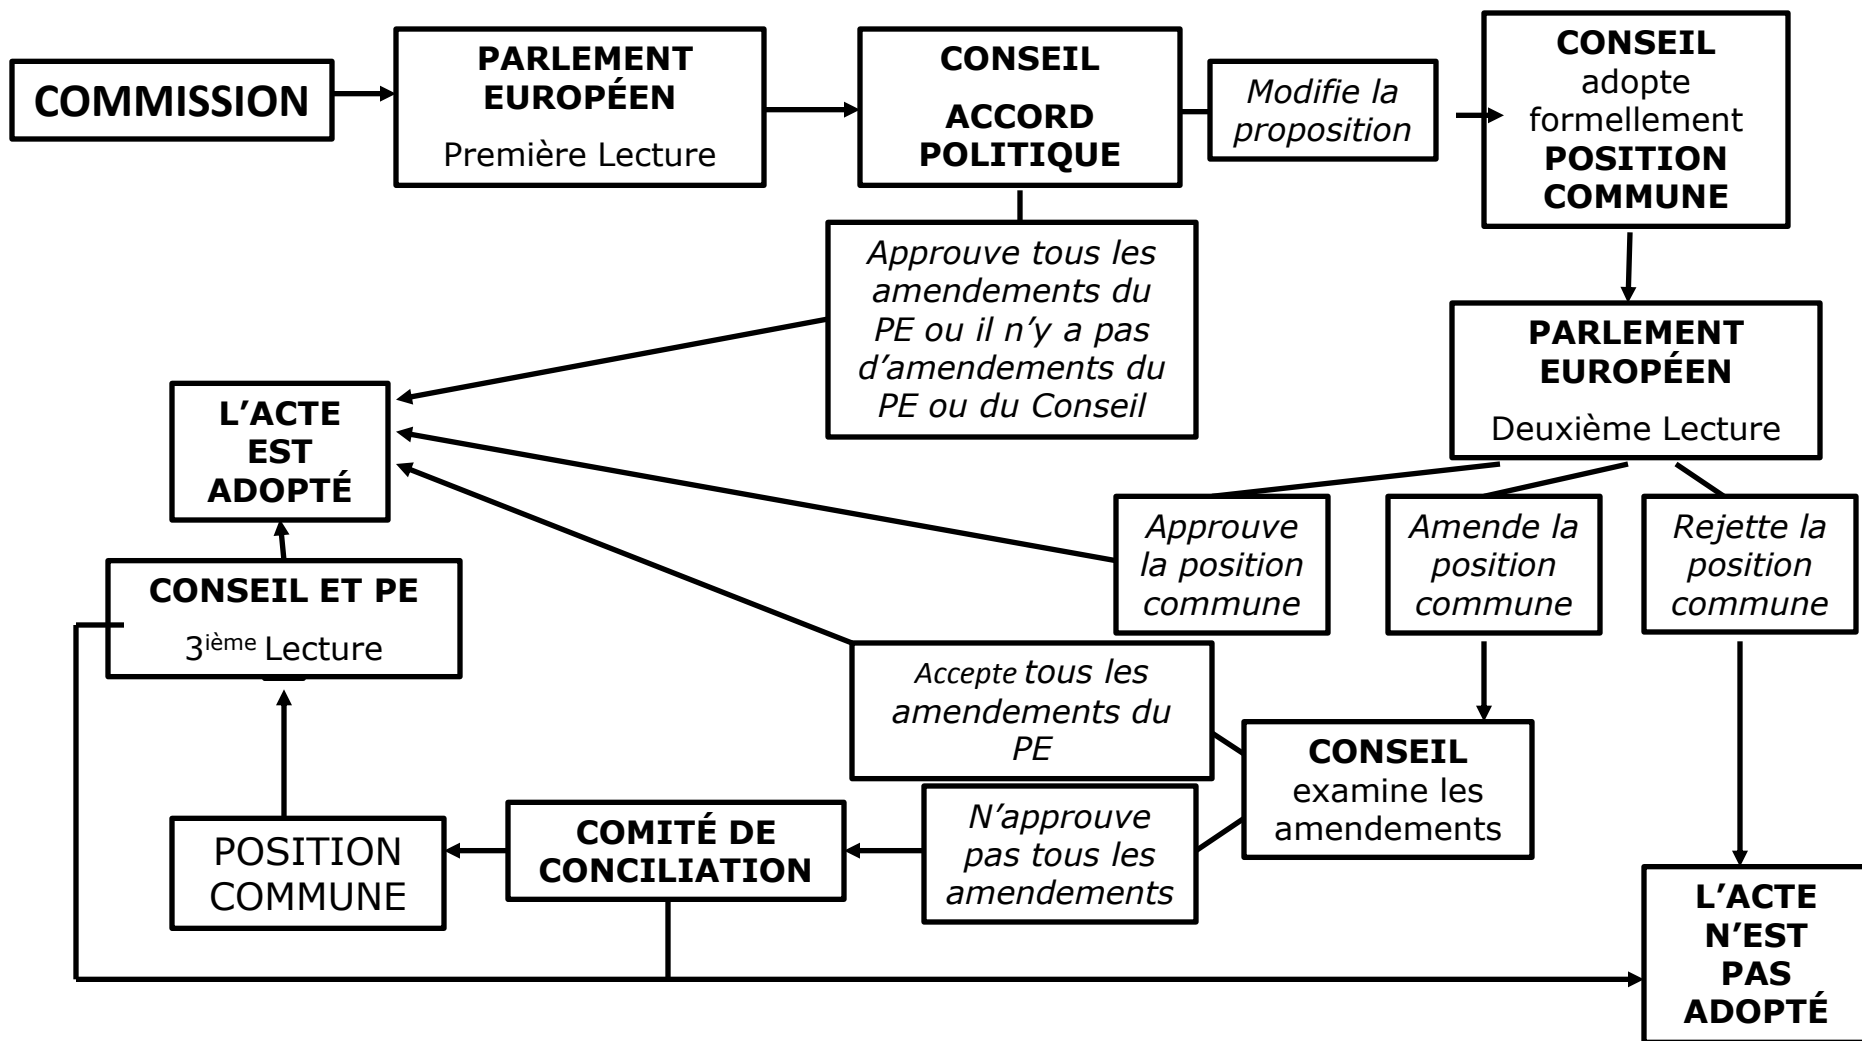 COMMISSION
PARLEMENT
EUROPÉEN
Première Lecture
CONSEIL
ACCORD
POLITIQUE
Modifie la
proposition
CONSEIL
adopte
formellement
POSITION
COMMUNE
Approuve tous les
amendements du
PE ou il n’y a pas
d’amendements du
PE ou du Conseil
PARLEMENT
EUROPÉEN
Deuxième Lecture
L’ACTE
EST
ADOPTÉ
Approuve
la position
commune
Amende la
position
commune
Rejette la
position
commune
CONSEIL ET PE
3ième Lecture
Accepte tous les
amendements du
PE
CONSEIL
examine les
amendements
POSITION
COMMUNE
COMITÉ DE
CONCILIATION
N’approuve
pas tous les
amendements
L’ACTE
N’EST
PAS
ADOPTÉ